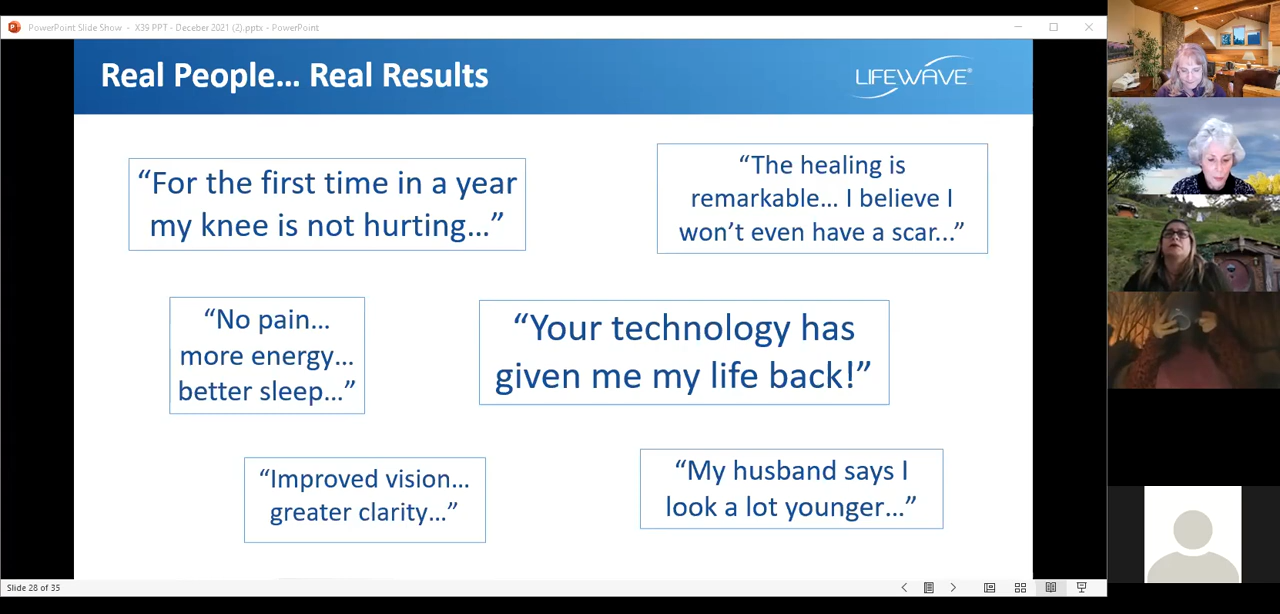 PowerPoint Slide Show - X39 PPT - Deceber 2021 (2).pptx - PowerPoint
Real People... Real Results
LIFEWAVE®
“For the first time in a year
my knee is not hurting...”
“The healing is
remarkable... I believe I
won’t even have a scar...”
“No pain...
more energy...
better sleep...”
“Your technology has
given me my life back!”
“Improved vision...
greater clarity...”
“My husband says I
look a lot younger...”
Slide 28 of 35